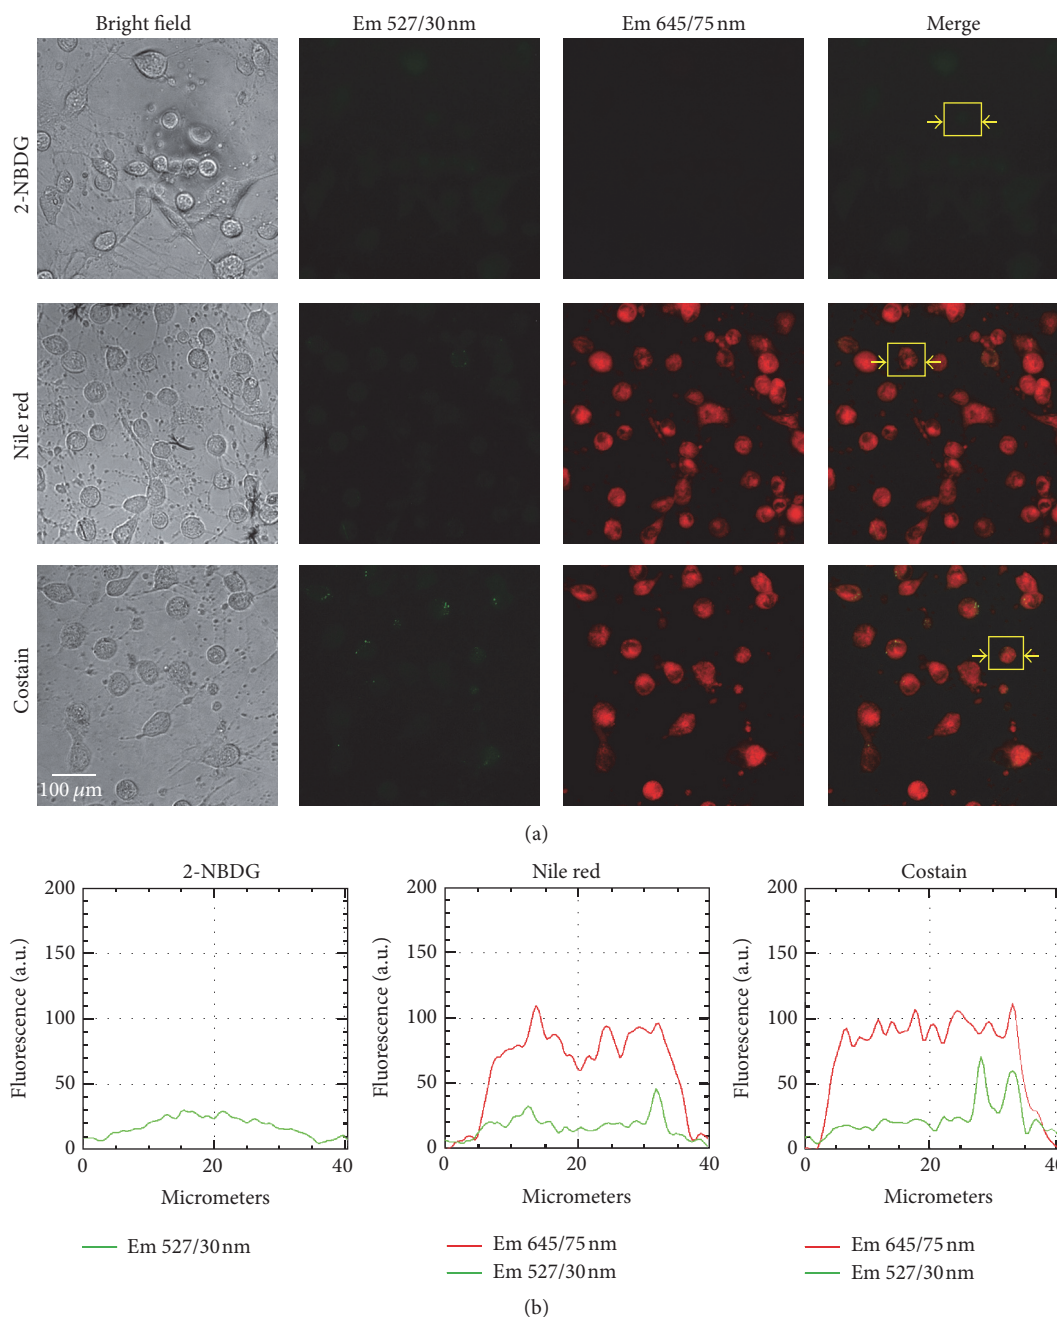 Bright field Em 527/30 nm Em 645/75 nm Merge
2-NBDG
Nile red
Costain
100 μm
(a)
2-NBDG Nile red Costain
Fluorescence (a.u.)
200
150
100
50
0
0 20 40
Micrometers
Em 527/30 nm
Fluorescence (a.u.)
200
150
100
50
0
0 20 40
Micrometers
Em 645/75 nm
Em 527/30 nm
Fluorescence (a.u.)
200
150
100
50
0
0 20 40
Micrometers
Em 645/75 nm
Em 527/30 nm
(b)